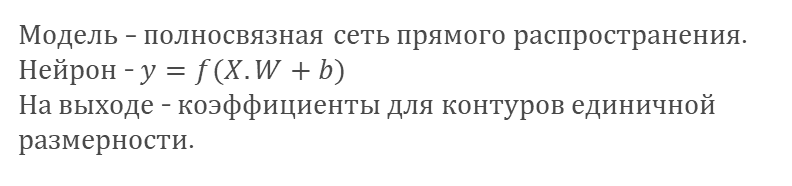 Модель – полносвязная сеть прямого распространения.
Нейрон - y = f(X.W + b)
На выходе – коэффициенты для контуров единичной
размерности.